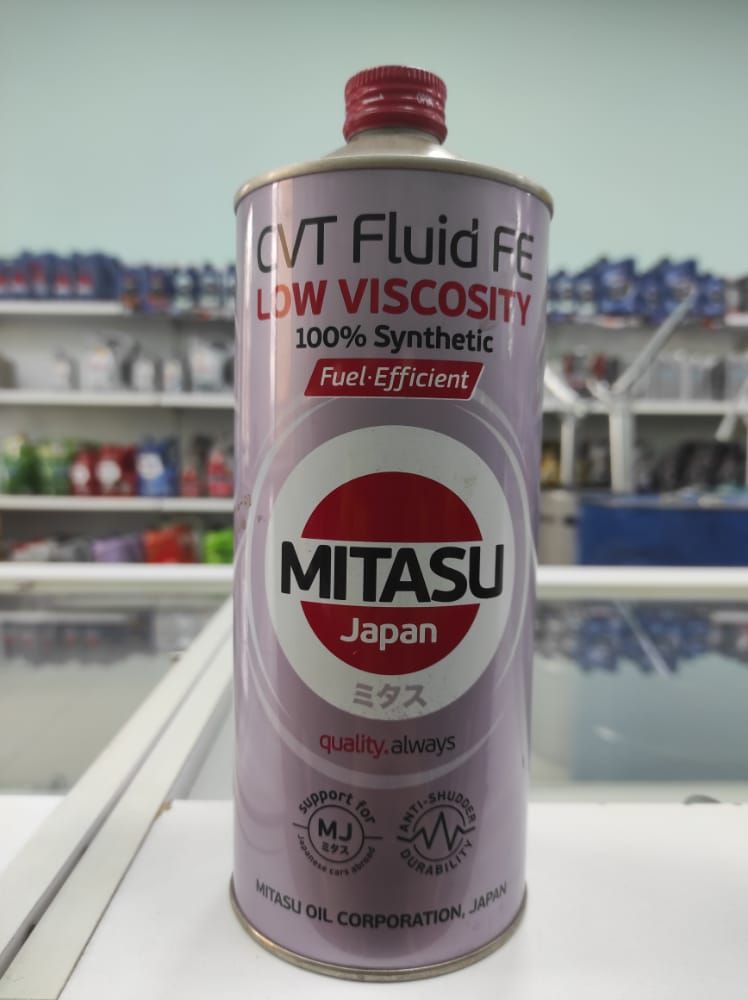 CVT Fluid FE
LOW VISCOSITY
100% Synthetic
Fuel·Efficient
MITASU
Japan
ミタス
quality.always
support for
MJ
ミタス
Japanese cars abroad
ANTI-SHUDDER
DURABILITY
MITASU OIL CORPORATION, JAPAN